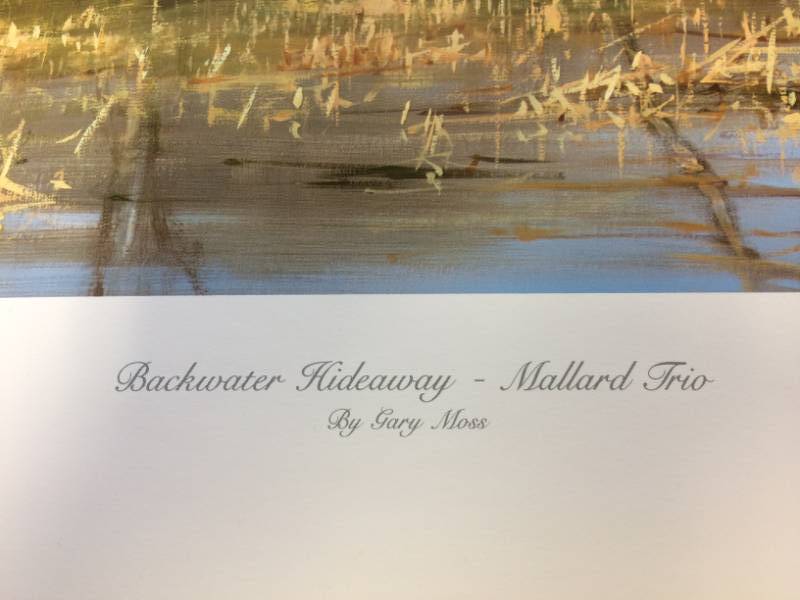 Backwater Hideaway - Mallard Trio
By Gary Moss